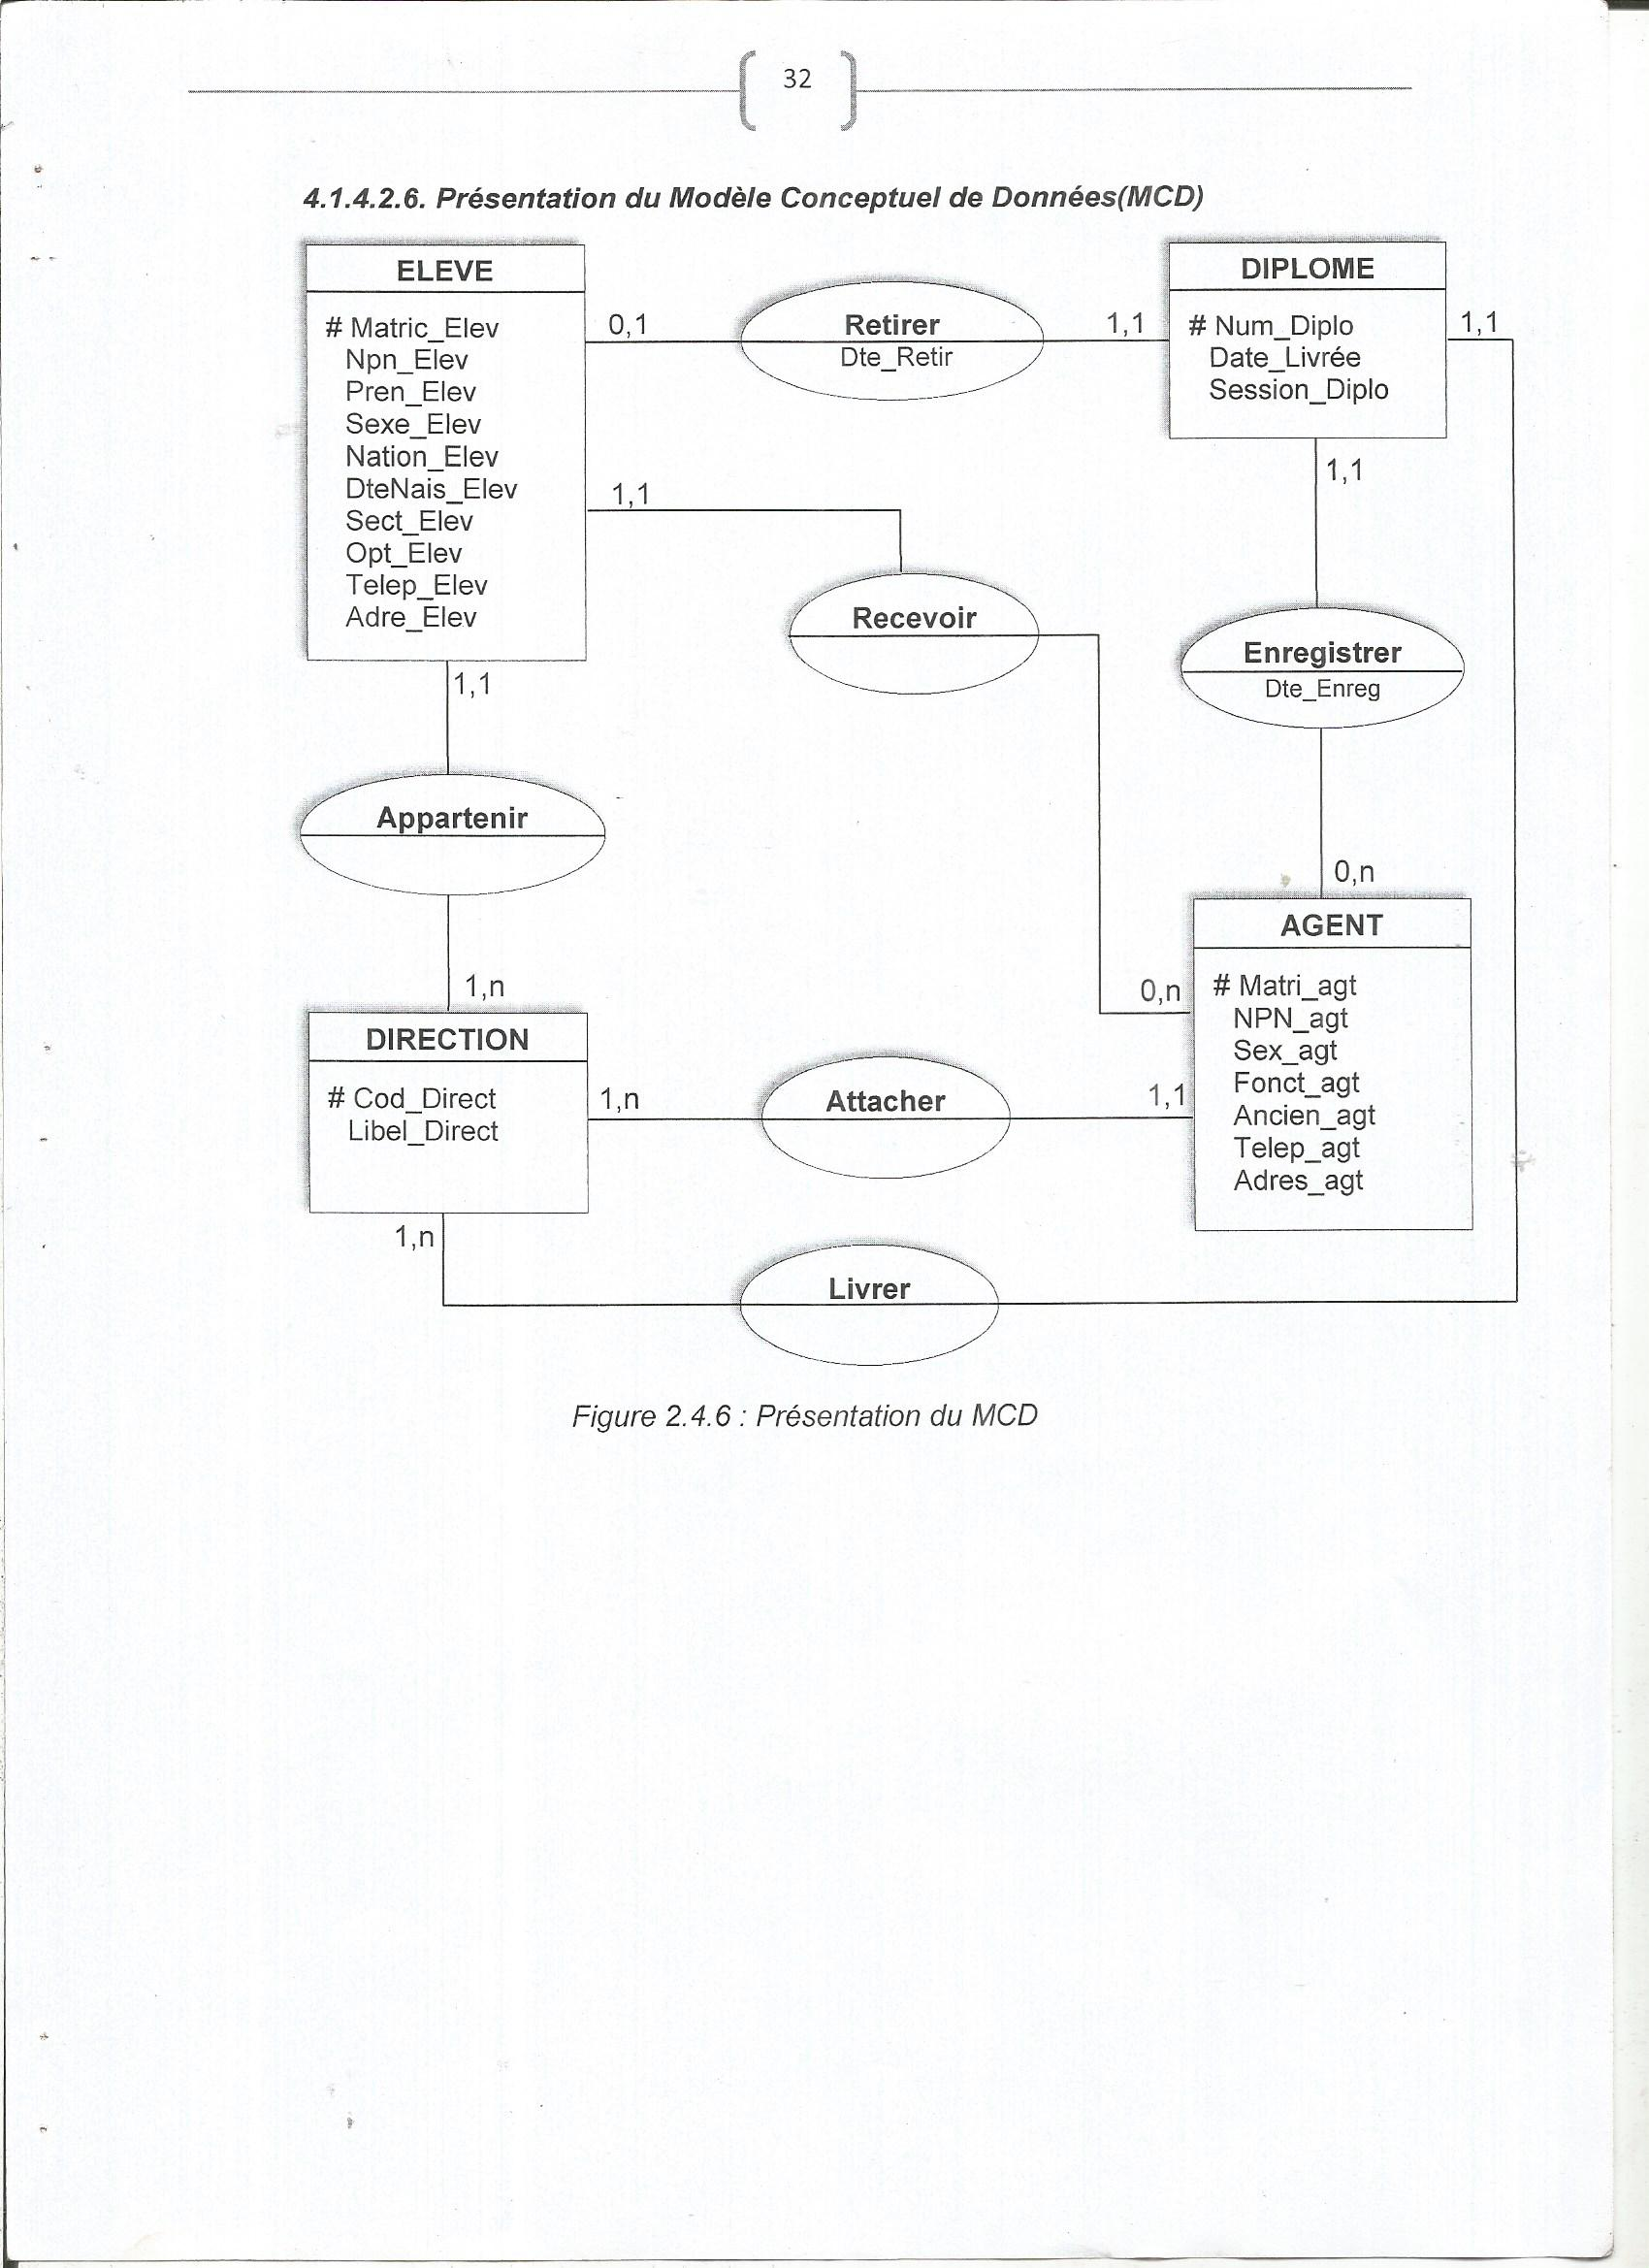 32
4.1.4.2.6. Présentation du Modèle Conceptuel de Données(MCD)
ELEVE
# Matric_Elev
Npn_Elev
Pren_Elev
Sexe_Elev
Nation_Elev
DteNais_Elev
Sect_Elev
Opt_Elev
Telep_Elev
Adre_Elev
0,1
Retirer
Dte_Retir
1,1
DIPLOME
# Num_Diplo
Date_Livrée
Session_Diplo
1,1
1,1
1,1
Recevoir
Enregistrer
Dte_Enreg
1,1
Appartenir
1,n
0,n
0,n
AGENT
# Matri_agt
NPN_agt
Sex_agt
Fonct_agt
Ancien_agt
Telep_agt
Adres_agt
DIRECTION
# Cod_Direct
Libel_Direct
1,n
Attacher
1,1
1,n
Livrer
Figure 2.4.6 : Présentation du MCD